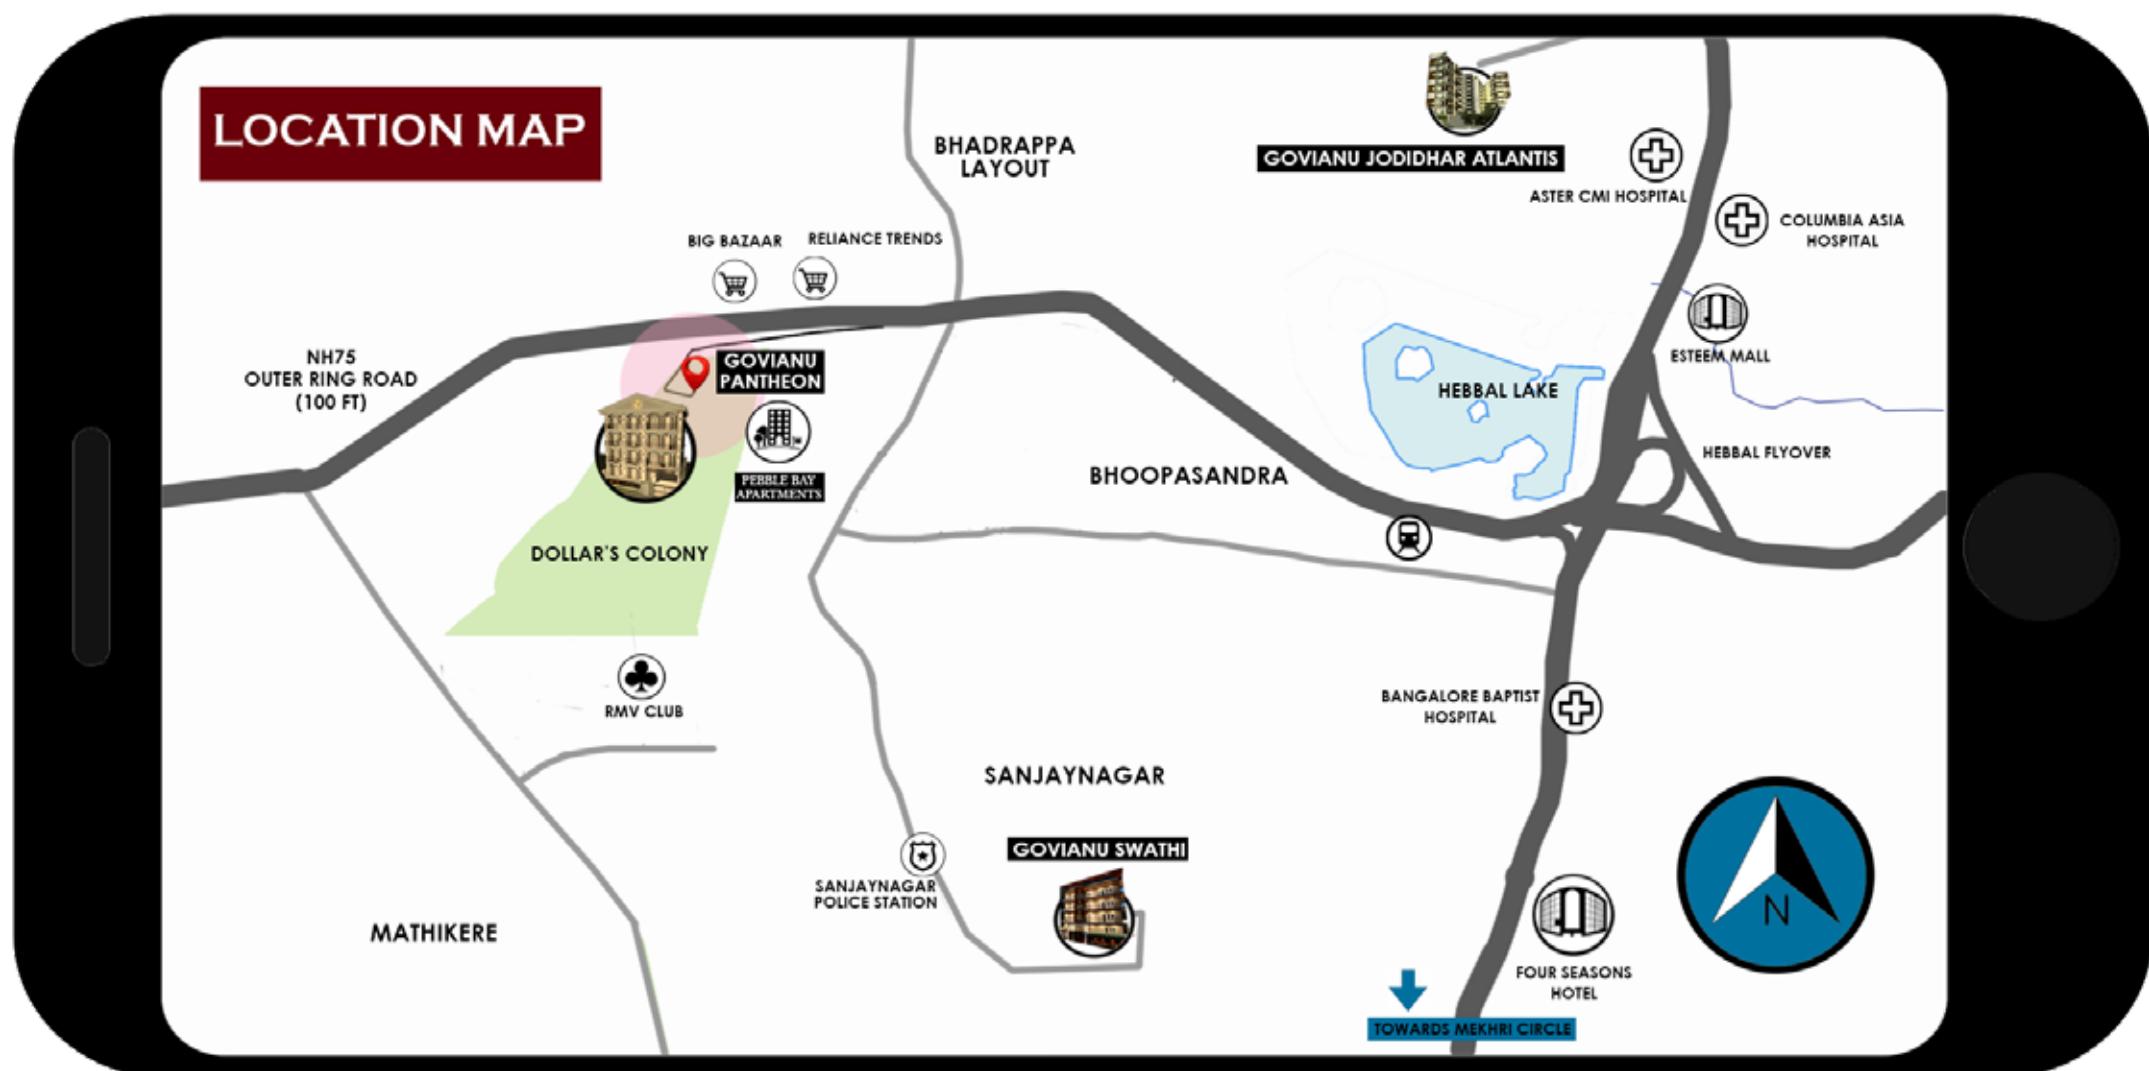 LOCATION MAP
BHADRAPPA
LAYOUT
GOVIANU JODIDHAR ATLANTIS
ASTER CMI HOSPITAL
COLUMBIA ASIA
HOSPITAL
BIG BAZAAR
RELIANCE TRENDS
ESTEEM MALL
NH75
OUTER RING ROAD
(100 FT)
GOVIANU
PANTHEON
HEBBAL LAKE
HEBBAL FLYOVER
PEBBLE BAY
APARTMENTS
BHOOPASANDRA
DOLLAR'S COLONY
RMV CLUB
BANGALORE BAPTIST
HOSPITAL
SANJAYNAGAR
GOVIANU SWATHI
SANJAYNAGAR
POLICE STATION
MATHIKERE
N
FOUR SEASONS
HOTEL
TOWARDS MEKHRI CIRCLE